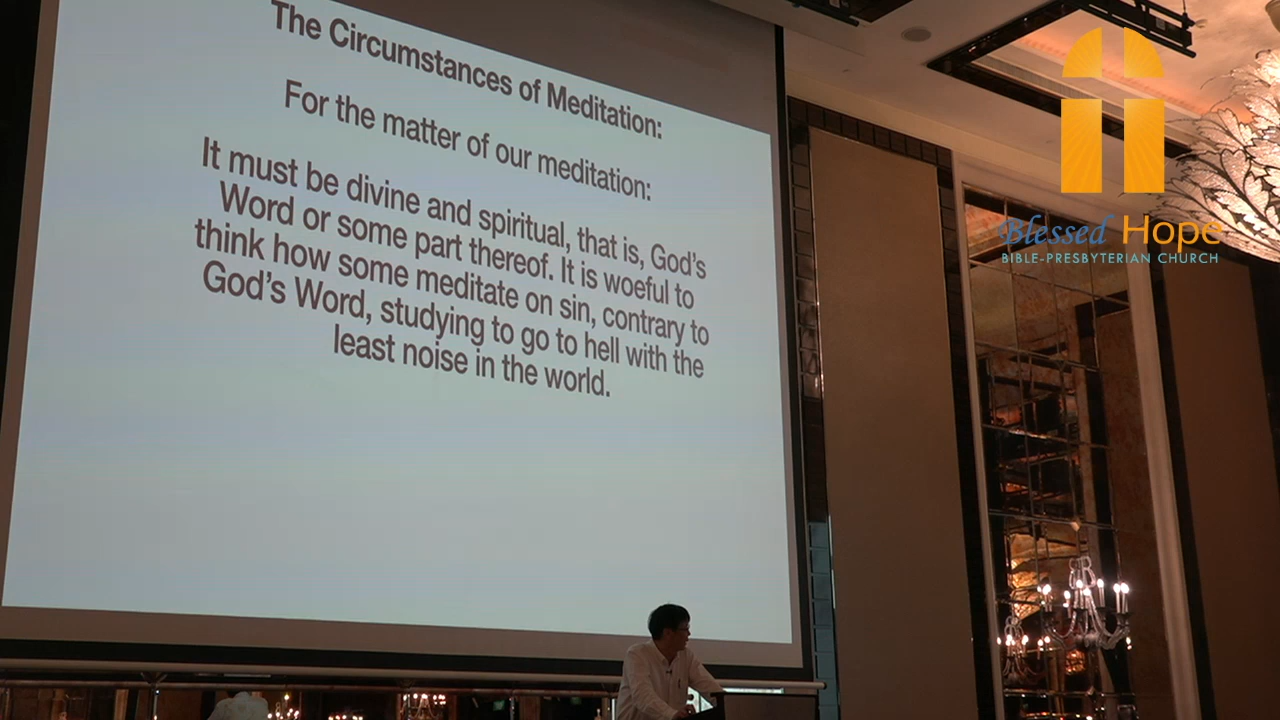 The Circumstances of Meditation:
For the matter of our meditation:
It must be divine and spiritual, that is, God's
Word or some part thereof. It is woeful to
think how some meditate on sin, contrary to
God's Word, studying to go to hell with the
least noise in the world.
Blessed Hope
BIBLE-PRESBYTERIAN CHURCH